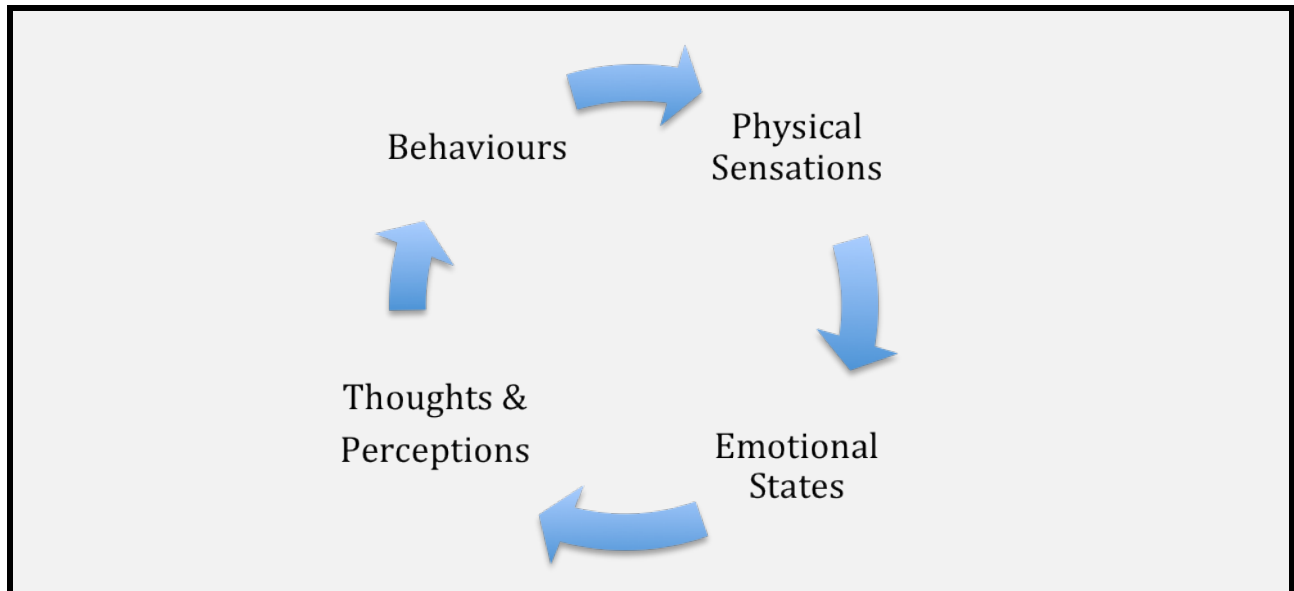 Behaviours
Physical
Sensations
Thoughts &
Perceptions
Emotional
States